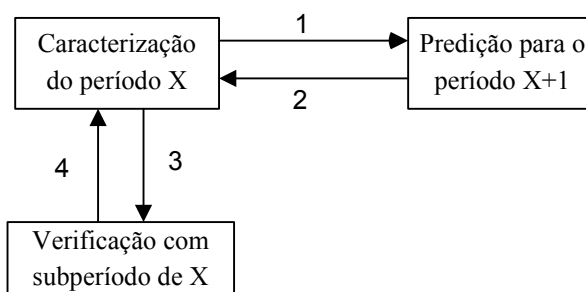 Caracterização
do período X
1
Predição para o
período X+1
2
4
3
Verificação com
subperíodo de X